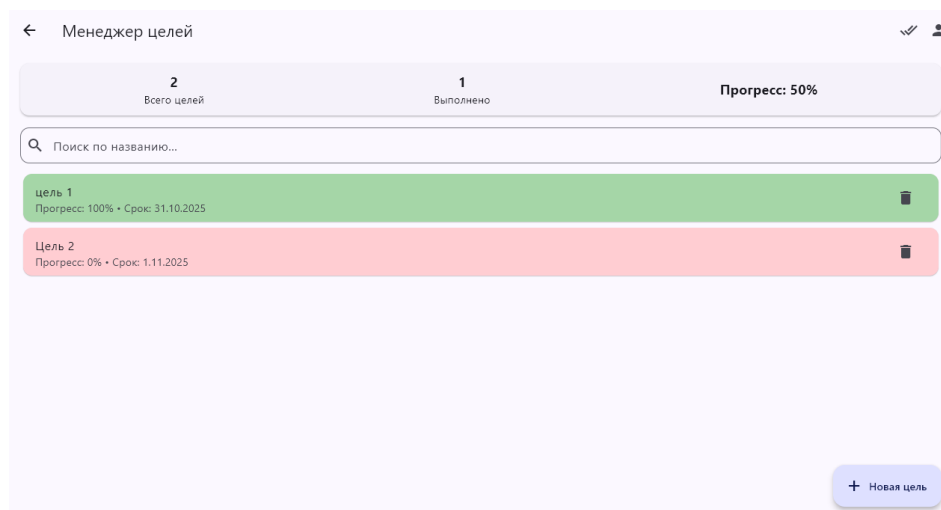 Менеджер целей
2
Всего целей
1
Выполнено
Прогресс: 50%
Поиск по названию...
цель 1
Прогресс: 100% • Срок: 31.10.2025
Цель 2
Прогресс: 0% • Срок: 1.11.2025
Новая цель